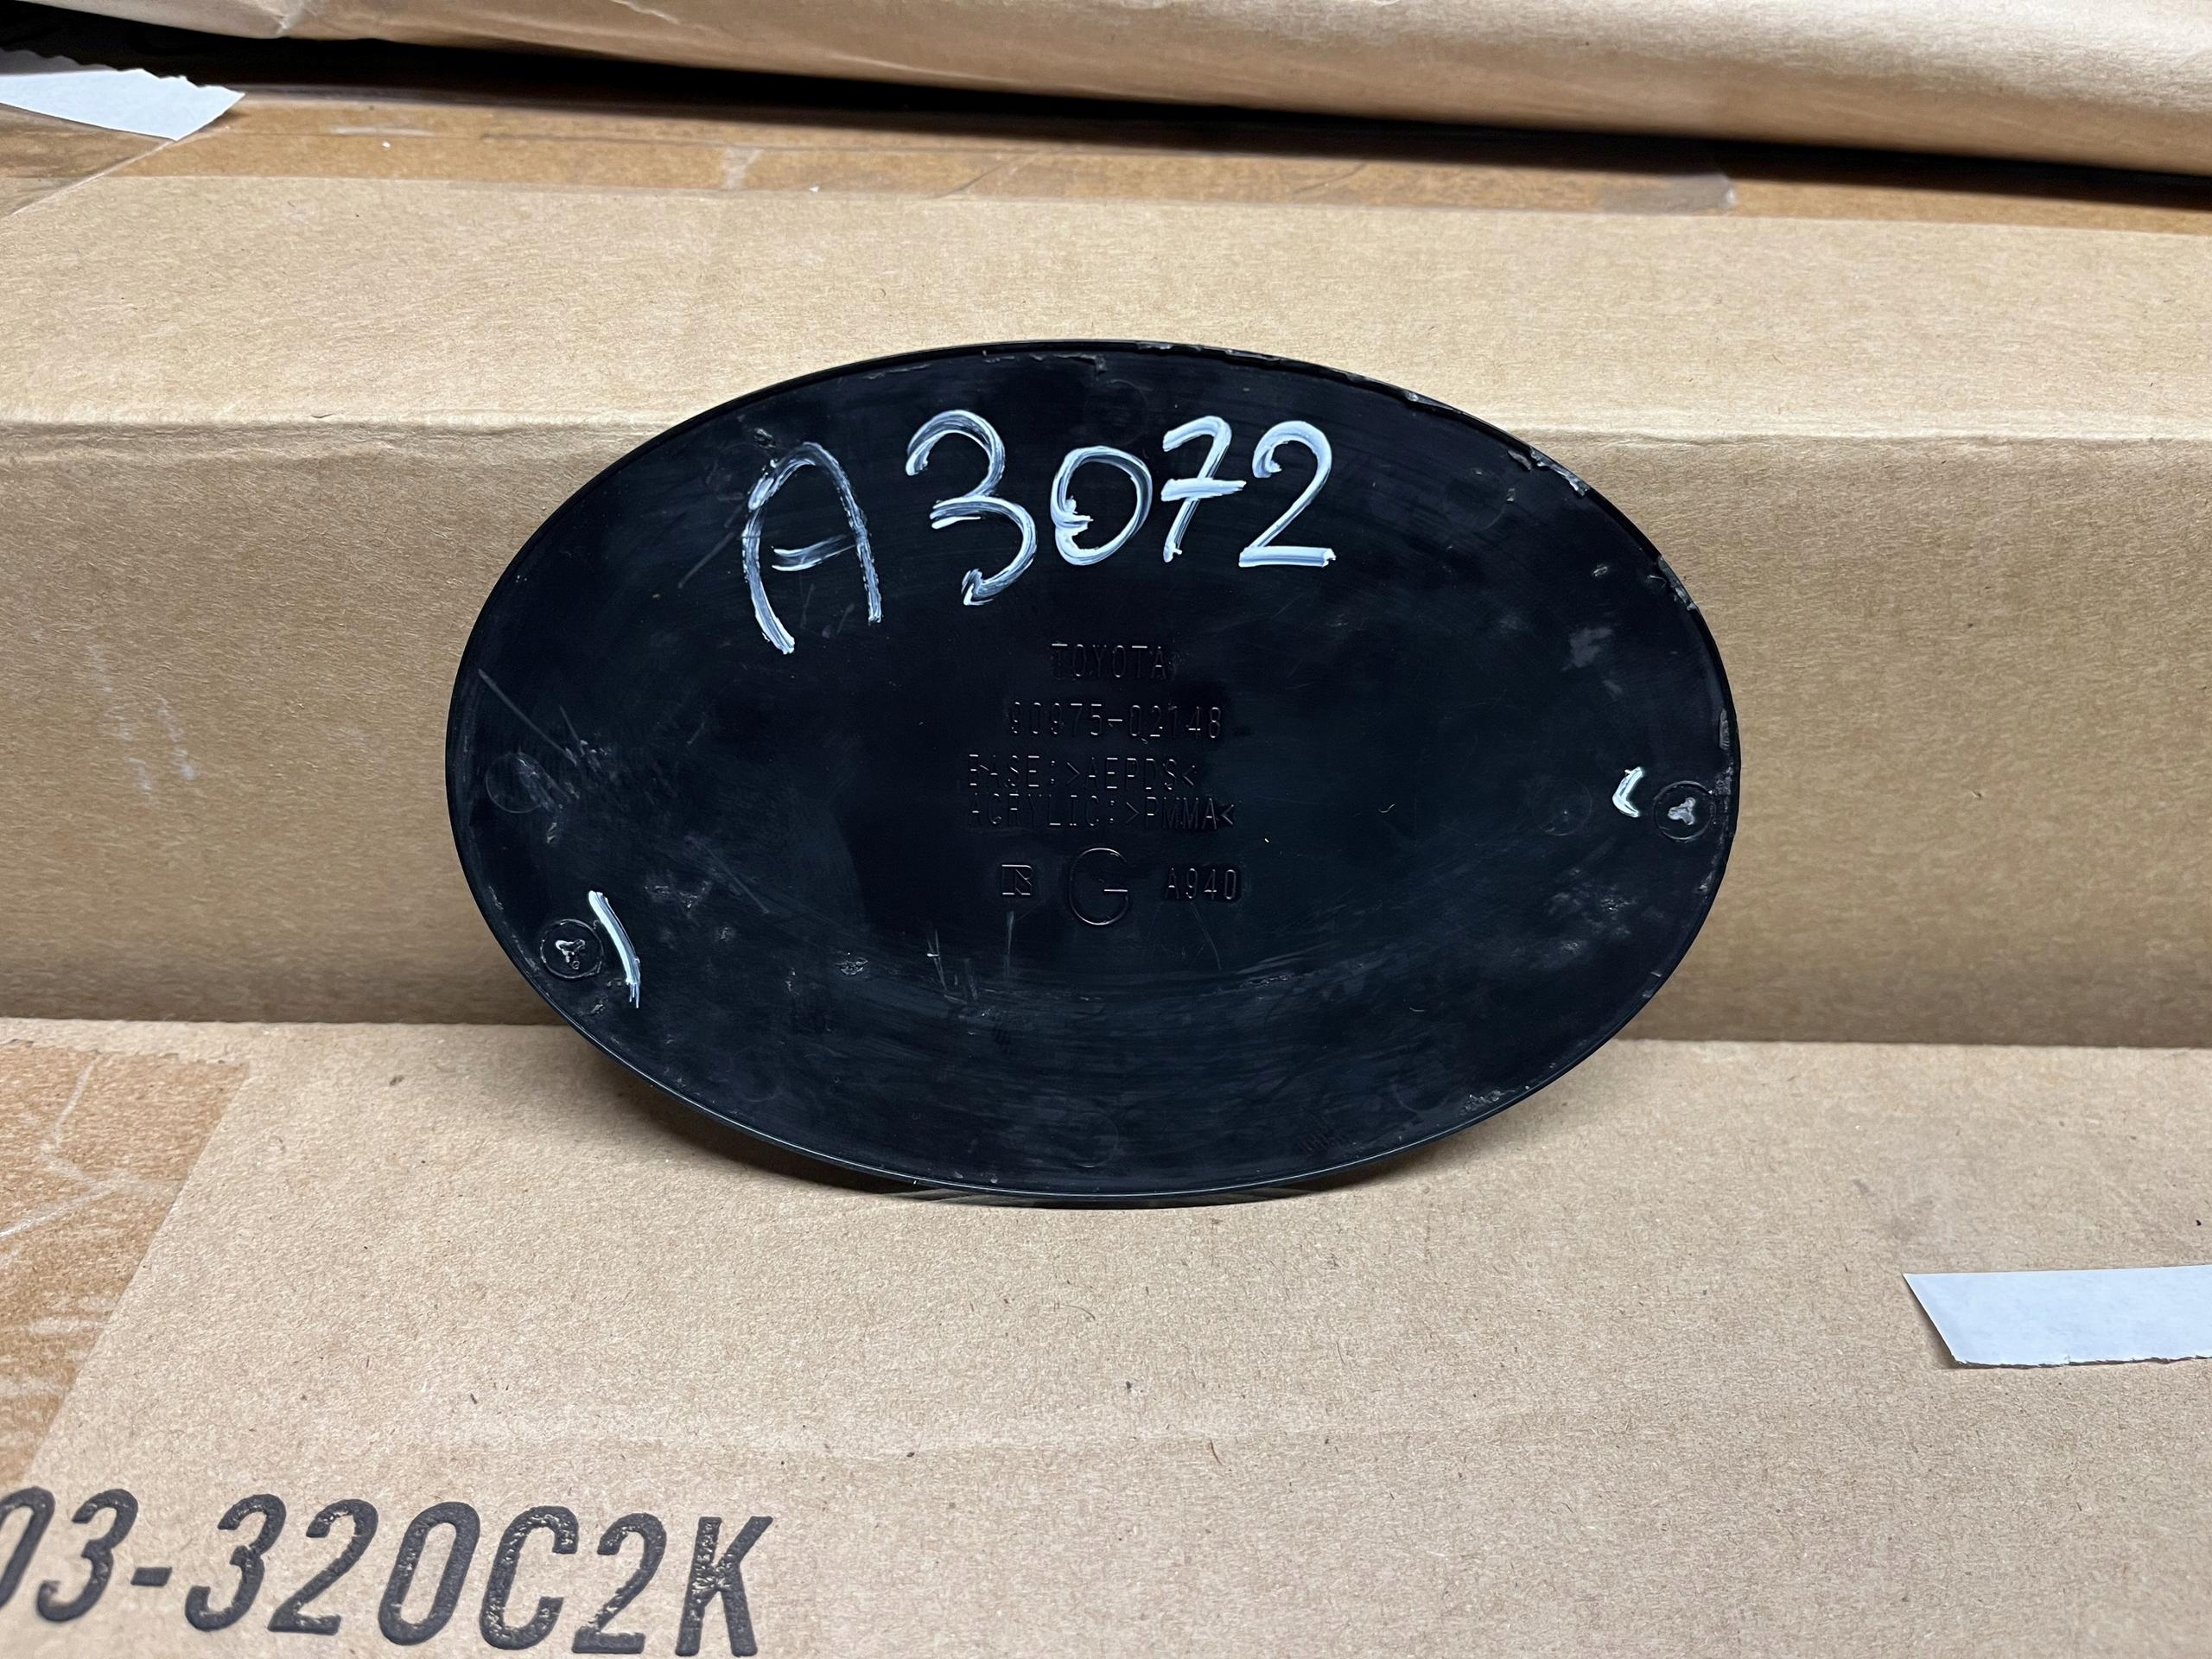 A3072
TOYOTA
90975-02148
BASE:>AEPDS<
ACRYLIC:>PMMA<
G A940
03-320C2K